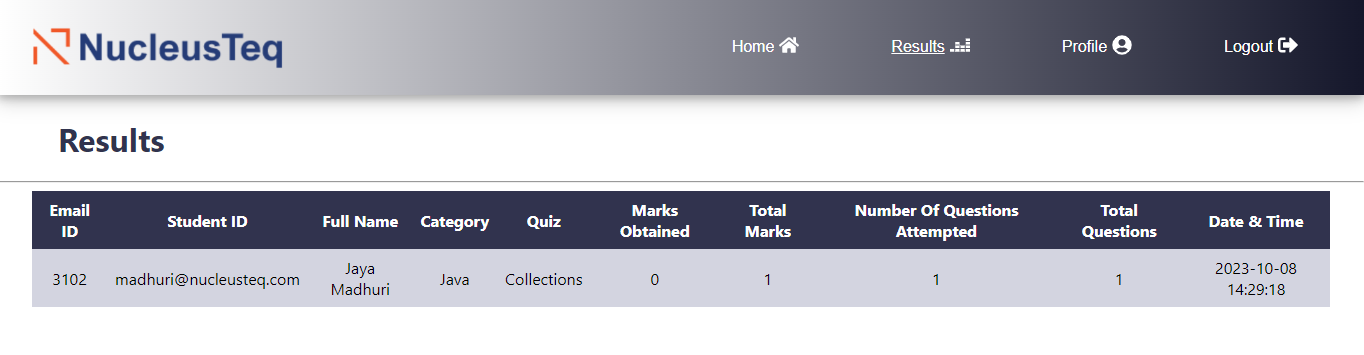 NucleusTeq
Home
Results
Profile
Logout
Results
Email
ID
Student ID
Full Name
Category
Quiz
Marks
Obtained
Total
Marks
Number Of Questions
Attempted
Total
Questions
Date & Time
3102
madhuri@nucleusteq.com
Jaya
Madhuri
Java
Collections
0
1
1
1
2023-10-08
14:29:18